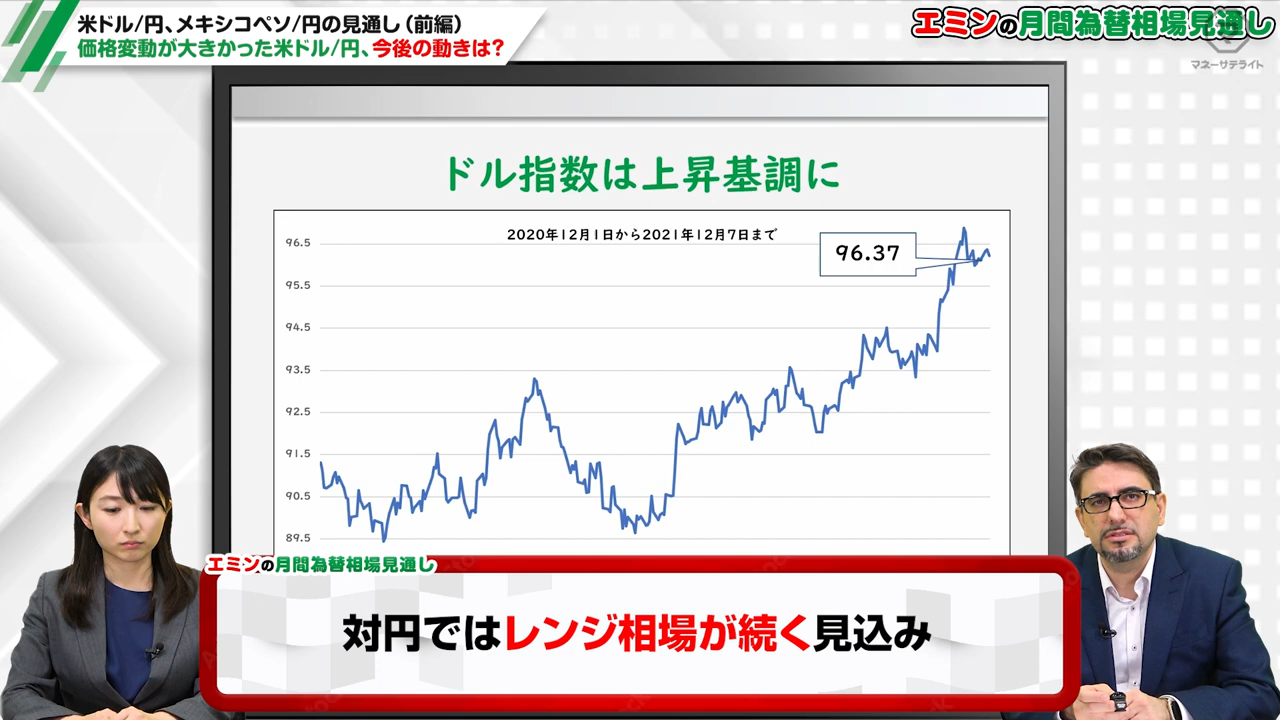 米ドル/円、メキシコペソ/円の見通し（前編）
価格変動が大きかった米ドル/円、今後の動きは？
エミンの月間為替相場見通し
マネーサテライト
ドル指数は上昇基調に
2020年12月1日から2021年12月7日まで
96.37
96.5
95.5
94.5
93.5
92.5
91.5
90.5
89.5
エミンの月間為替相場見通し
対円ではレンジ相場が続く見込み